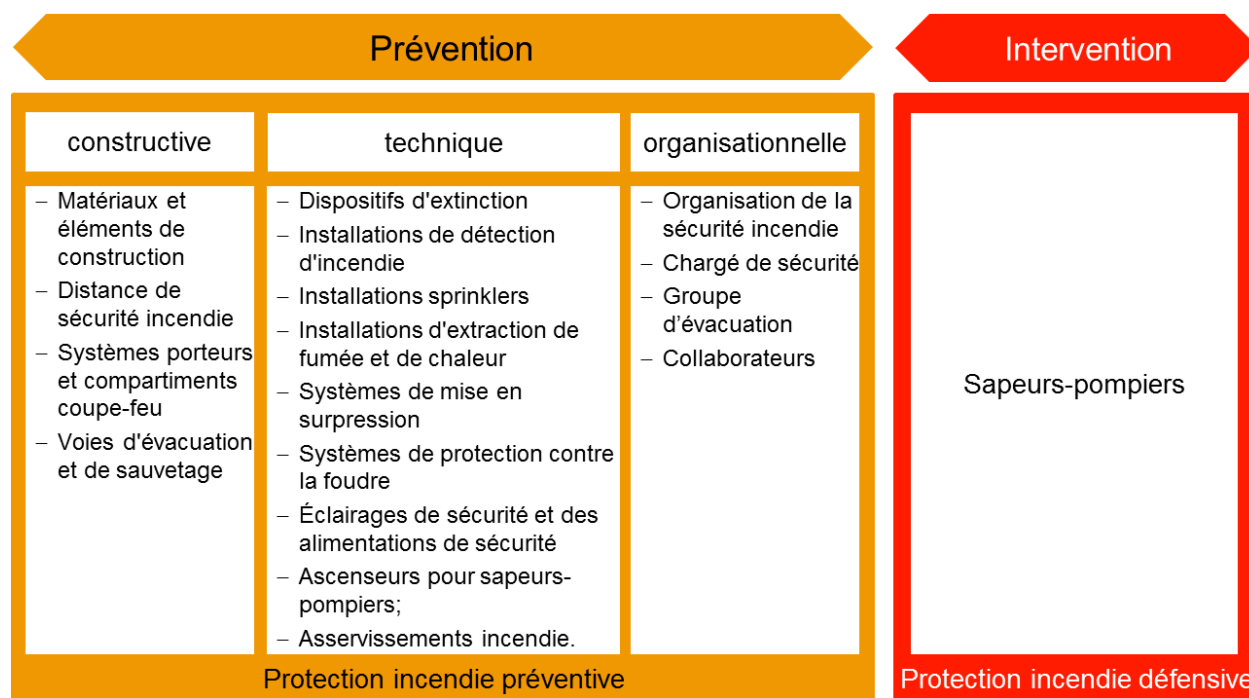 Prévention
Intervention
constructive
technique
organisationnelle
– Matériaux et
éléments de
construction
– Distance de
sécurité incendie
– Systèmes porteurs
et compartiments
coupe-feu
– Voies d'évacuation
et de sauvetage
– Dispositifs d'extinction
– Installations de détection
d'incendie
– Installations sprinklers
– Installations d'extraction de
fumée et de chaleur
– Systèmes de mise en
surpression
– Systèmes de protection contre
la foudre
– Éclairages de sécurité et des
alimentations de sécurité
– Ascenseurs pour sapeurs-
pompiers;
– Asservissements incendie.
– Organisation de la
sécurité incendie
– Chargé de sécurité
– Groupe
d’évacuation
– Collaborateurs
Sapeurs-pompiers
Protection incendie préventive
Protection incendie défensive